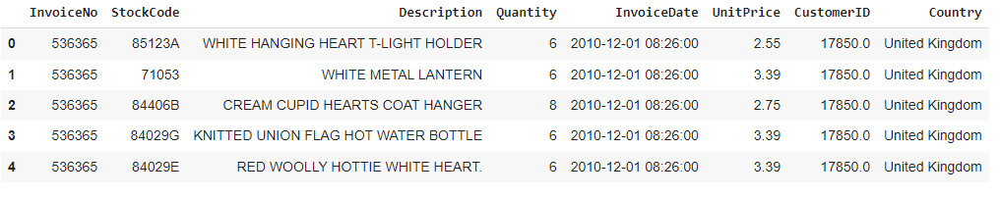 InvoiceNo StockCode Description Quantity InvoiceDate UnitPrice CustomerID Country
0 536365 85123A WHITE HANGING HEART T-LIGHT HOLDER 6 2010-12-01 08:26:00 2.55 17850.0 United Kingdom
1 536365 71053 WHITE METAL LANTERN 6 2010-12-01 08:26:00 3.39 17850.0 United Kingdom
2 536365 84406B CREAM CUPID HEARTS COAT HANGER 8 2010-12-01 08:26:00 2.75 17850.0 United Kingdom
3 536365 84029G KNITTED UNION FLAG HOT WATER BOTTLE 6 2010-12-01 08:26:00 3.39 17850.0 United Kingdom
4 536365 84029E RED WOOLLY HOTTIE WHITE HEART. 6 2010-12-01 08:26:00 3.39 17850.0 United Kingdom